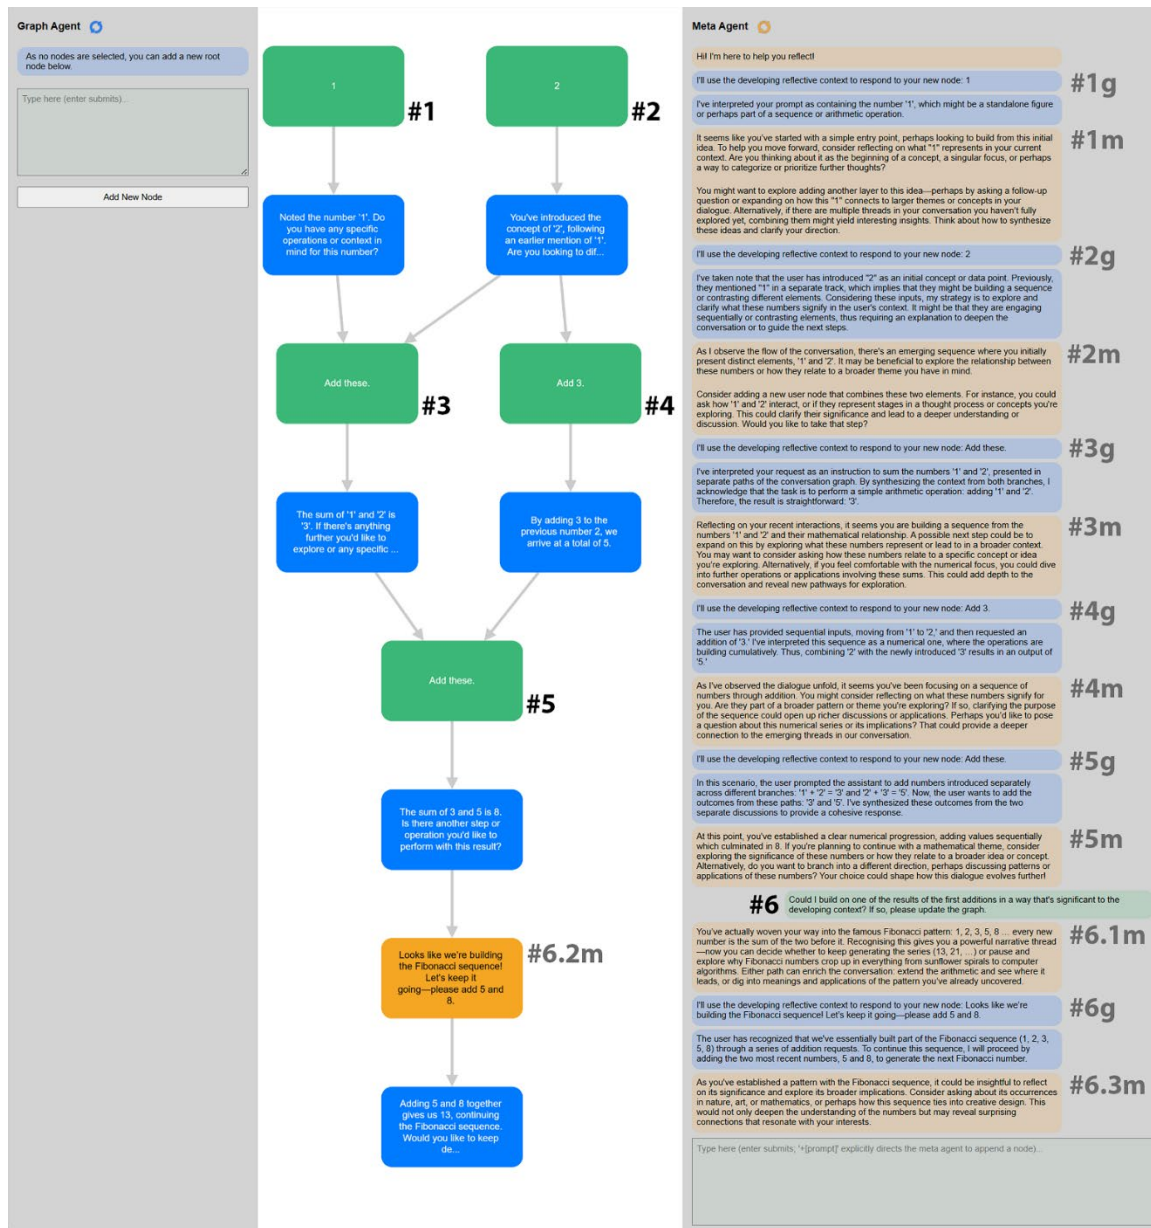 Graph Agent
As no nodes are selected, you can add a new root
node below.
Type here (enter submits)...
Add New Node
1
#1
2
#2
Noted the number '1'. Do
you have any specific
operations or context in
mind for this number?
You've introduced the
concept of '2', following
an earlier mention of '1'.
Are you looking to dif...
Add these.
#3
Add 3.
#4
The sum of '1' and '2' is
'3'. If there's anything
further you'd like to
explore or any specific ...
By adding 3 to the
previous number 2, we
arrive at a total of 5.
Add these.
#5
The sum of 3 and 5 is 8.
Is there another step or
operation you'd like to
perform with this result?
Looks like we're building
the Fibonacci sequence!
Let's keep it
going—please add 5 and
8.
#6.2m
Adding 5 and 8 together
gives us 13, continuing
the Fibonacci sequence.
Would you like to keep
de...
Meta Agent
Hi! I'm here to help you reflect!
I'll use the developing reflective context to respond to your new node: 1
#1g
I've interpreted your prompt as containing the number '1', which might be a standalone figure
or perhaps part of a sequence or arithmetic operation.
It seems like you've started with a simple entry point, perhaps looking to build from this initial
idea. To help you move forward, consider reflecting on what "1" represents in your current
context. Are you thinking about it as the beginning of a concept, a singular focus, or perhaps
a way to categorize or prioritize further thoughts?
#1m
You might want to explore adding another layer to this idea—perhaps by asking a follow-up
question or expanding on how this "1" connects to larger themes or concepts in your
dialogue. Alternatively, if there are multiple threads in your conversation you haven't fully
explored yet, combining them might yield interesting insights. Think about how to synthesize
these ideas and clarify your direction.
I'll use the developing reflective context to respond to your new node: 2
#2g
I've taken note that the user has introduced "2" as an initial concept or data point. Previously,
they mentioned "1" in a separate track, which implies that they might be building a sequence
or contrasting different elements. Considering these inputs, my strategy is to explore and
clarify what these numbers signify in the user's context. It might be that they are engaging
sequentially or contrasting elements, thus requiring an explanation to deepen the
conversation or to guide the next steps.
As I observe the flow of the conversation, there's an emerging sequence where you initially
present distinct elements, '1' and '2'. It may be beneficial to explore the relationship between
these numbers or how they relate to a broader theme you have in mind.
#2m
Consider adding a new user node that combines these two elements. For instance, you could
ask how '1' and '2' interact, or if they represent stages in a thought process or concepts you're
exploring. This could clarify their significance and lead to a deeper understanding or
discussion. Would you like to take that step?
I'll use the developing reflective context to respond to your new node: Add these.
#3g
I've interpreted your request as an instruction to sum the numbers '1' and '2', presented in
separate paths of the conversation graph. By synthesizing the context from both branches, I
acknowledge that the task is to perform a simple arithmetic operation: adding '1' and '2'.
Therefore, the result is straightforward: '3'.
Reflecting on your recent interactions, it seems you are building a sequence from the
numbers '1' and '2' and their mathematical relationship. A possible next step could be to
expand on this by exploring what these numbers represent or lead to in a broader context.
You may want to consider asking how these numbers relate to a specific concept or idea
you're exploring. Alternatively, if you feel comfortable with the numerical focus, you could dive
into further operations or applications involving these sums. This could add depth to the
conversation and reveal new pathways for exploration.
#3m
I'll use the developing reflective context to respond to your new node: Add 3.
#4g
The user has provided sequential inputs, moving from '1' to '2,' and then requested an
addition of '3.' I've interpreted this sequence as a numerical one, where the operations are
building cumulatively. Thus, combining '2' with the newly introduced '3' results in an output of
'5.'
As I've observed the dialogue unfold, it seems you've been focusing on a sequence of
numbers through addition. You might consider reflecting on what these numbers signify for
you. Are they part of a broader pattern or theme you're exploring? If so, clarifying the purpose
of the sequence could open up richer discussions or applications. Perhaps you'd like to pose
a question about this numerical series or its implications? That could provide a deeper
connection to the emerging threads in our conversation.
#4m
I'll use the developing reflective context to respond to your new node: Add these.
#5g
In this scenario, the user prompted the assistant to add numbers introduced separately
across different branches: '1' + '2' = '3' and '2' + '3' = '5'. Now, the user wants to add the
outcomes from these paths: '3' and '5'. I've synthesized these outcomes from the two
separate discussions to provide a cohesive response.
At this point, you've established a clear numerical progression, adding values sequentially
which culminated in 8. If you're planning to continue with a mathematical theme, consider
exploring the significance of these numbers or how they relate to a broader idea or concept.
Alternatively, do you want to branch into a different direction, perhaps discussing patterns or
applications of these numbers? Your choice could shape how this dialogue evolves further!
#5m
#6
Could I build on one of the results of the first additions in a way that's significant to the
developing context? If so, please update the graph.
You've actually woven your way into the famous Fibonacci pattern: 1, 2, 3, 5, 8 ... every new
number is the sum of the two before it. Recognising this gives you a powerful narrative thread
—now you can decide whether to keep generating the series (13, 21, ...) or pause and
explore why Fibonacci numbers crop up in everything from sunflower spirals to computer
algorithms. Either path can enrich the conversation: extend the arithmetic and see where it
leads, or dig into meanings and applications of the pattern you've already uncovered.
#6.1m
I'll use the developing reflective context to respond to your new node: Looks like we're
building the Fibonacci sequence! Let's keep it going—please add 5 and 8.
#6g
The user has recognized that we've essentially built part of the Fibonacci sequence (1, 2, 3,
5, 8) through a series of addition requests. To continue this sequence, I will proceed by
adding the two most recent numbers, 5 and 8, to generate the next Fibonacci number.
As you've established a pattern with the Fibonacci sequence, it could be insightful to reflect
on its significance and explore its broader implications. Consider asking about its occurrences
in nature, art, or mathematics, or perhaps how this sequence ties into creative design. This
would not only deepen the understanding of the numbers but may reveal surprising
connections that resonate with your interests.
#6.3m
Type here (enter submits; '+[prompt]' explicitly directs the meta agent to append a node)...